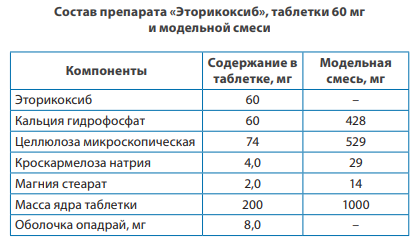 Состав препарата «Эторикоксиб», таблетки 60 мг
и модельной смеси
Компоненты Содержание в таблетке, мг Модельная смесь, мг
Эторикоксиб 60 –
Кальция гидрофосфат 60 428
Целлюлоза микроскопическая 74 529
Кроскармелоза натрия 4,0 29
Магния стеарат 2,0 14
Масса ядра таблетки 200 1000
Оболочка опадрай, мг 8,0 –